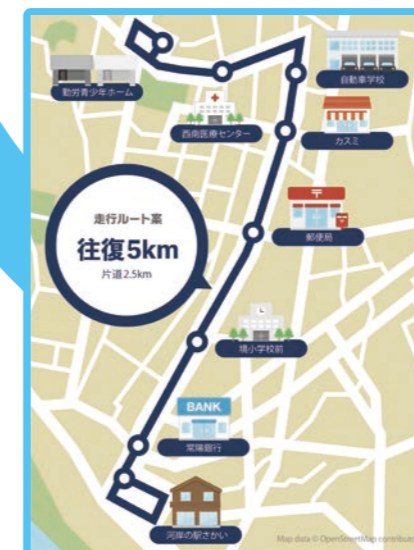 勤労青少年ホーム
自動車学校
西南医療センター
カスミ
郵便局
走行ルート案
往復5km
片道2.5km
境小学校前
BANK
常陽銀行
河岸の駅さかい
Map data © OpenStreetMap contribut